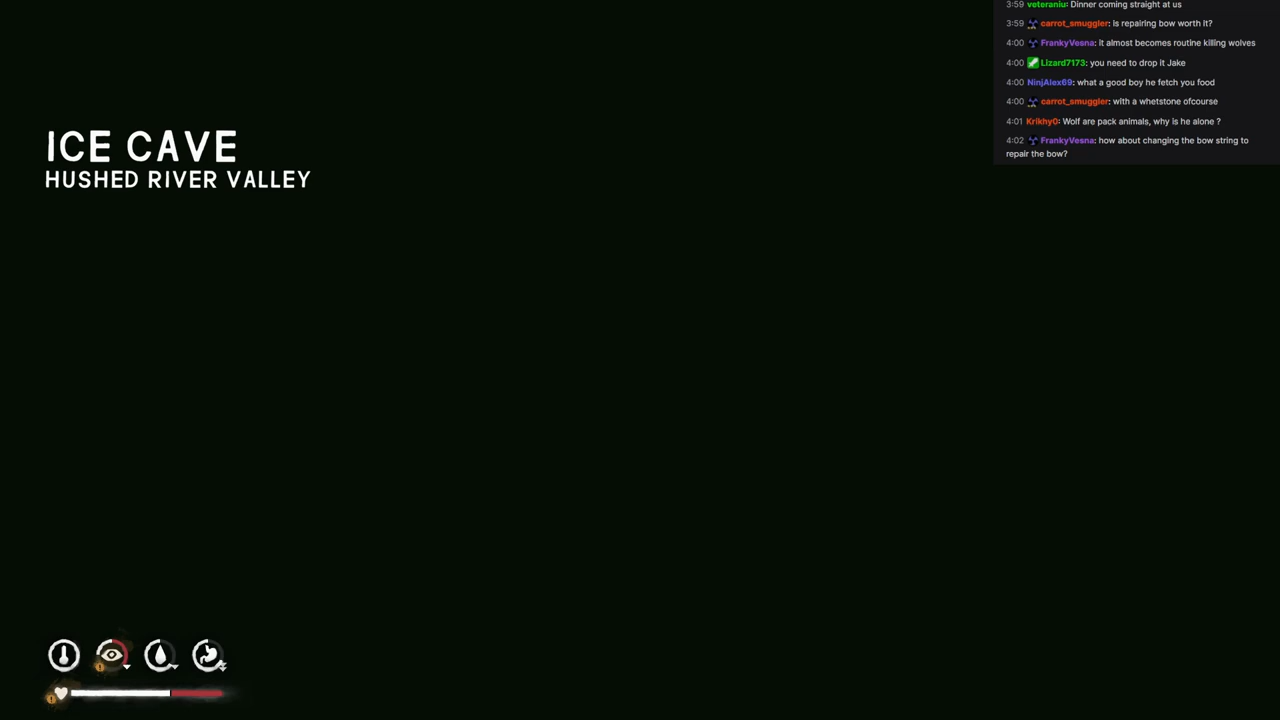 ICE CAVE
HUSHED RIVER VALLEY
3:59 veteraniu: Dinner coming straight at us
3:59 carrot_smuggler: is repairing bow worth it?
4:00 FrankyVesna: it almost becomes routine killing wolves
4:00 Lizard7173: you need to drop it Jake
4:00 NinjAlex69: what a good boy he fetch you food
4:00 carrot_smuggler: with a whetstone ofcourse
4:01 Krikhy0: Wolf are pack animals, why is he alone ?
4:02 FrankyVesna: how about changing the bow string to
repair the bow?